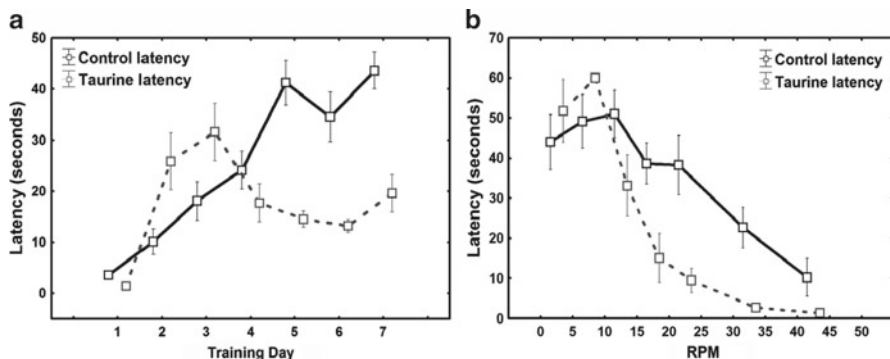 a
50
40
30
20
10
0
Latency (seconds)
Control latency
Taurine latency
1 2 3 4 5 6 7
Training Day
b
70
60
50
40
30
20
10
0
Latency (seconds)
Control latency
Taurine latency
0 5 10 15 20 25 30 35 40 45 50
RPM